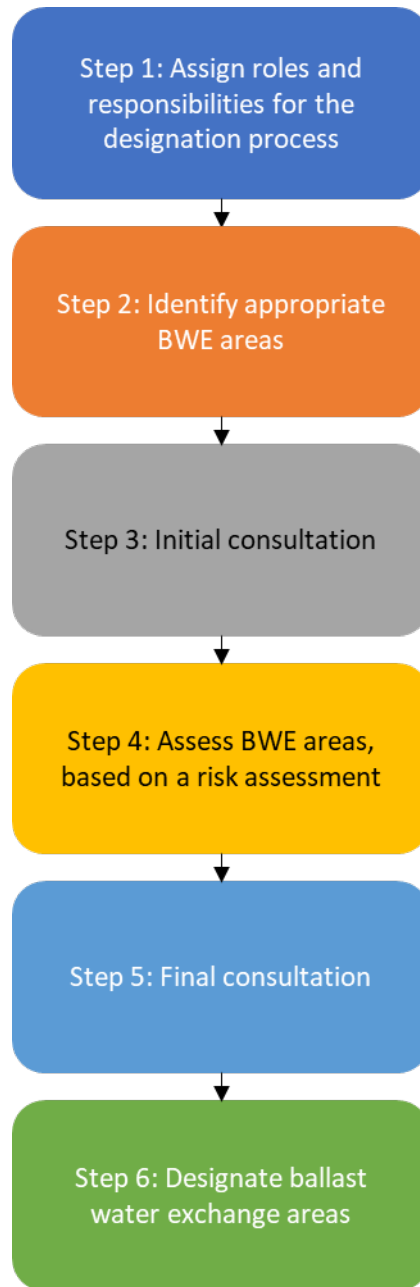 Step 1: Assign roles and
responsibilities for the
designation process
Step 2: Identify appropriate
BWE areas
Step 3: Initial consultation
Step 4: Assess BWE areas,
based on a risk assessment
Step 5: Final consultation
Step 6: Designate ballast
water exchange areas